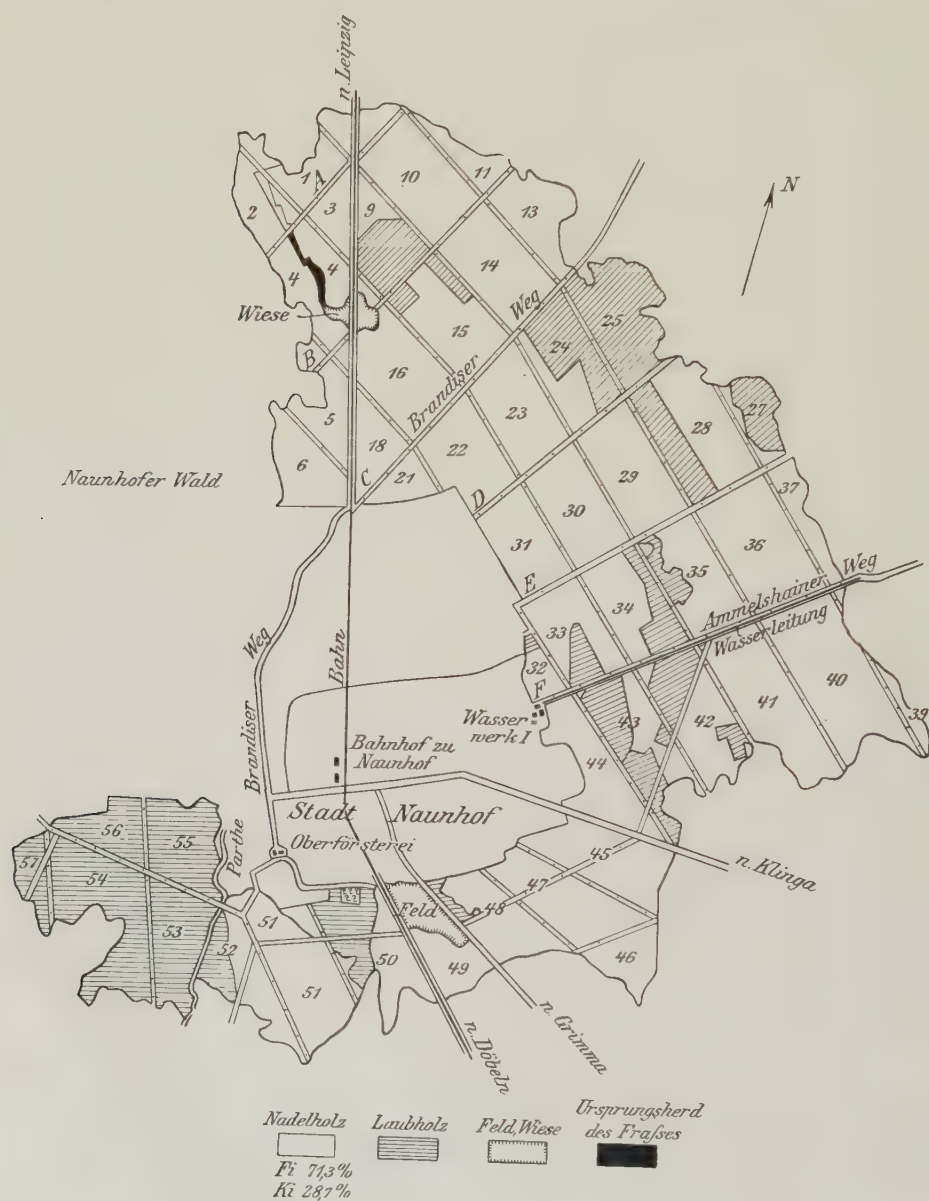 n. Leipzig
N
1
A
10
11
2
3
9
13
4
4
14
Wiese
Weg
25
15
24
B
16
Brandiser
23
27
28
5
18
22
29
6
C
21
D
37
Naunhofer Wald
30
31
36
E
35
Weg
34
Ammelshainer
33
Wasserleitung
Weg
Bahn
32
F
40
41
39
Wasser=
werk I
43
42
Bahnhof zu
Naunhof
44
Brandiser
Stadt Naunhof
56
55
Parthe
Oberförsterei
45
57
54
n. Klinga
47
51
Feld
48
53
52
50
49
46
51
n. Grimma
n. Döbeln
Nadelholz
Laubholz
Feld, Wiese
Ursprungsherd
des Fraſses
Fi 71,3%
Ki 28,7%